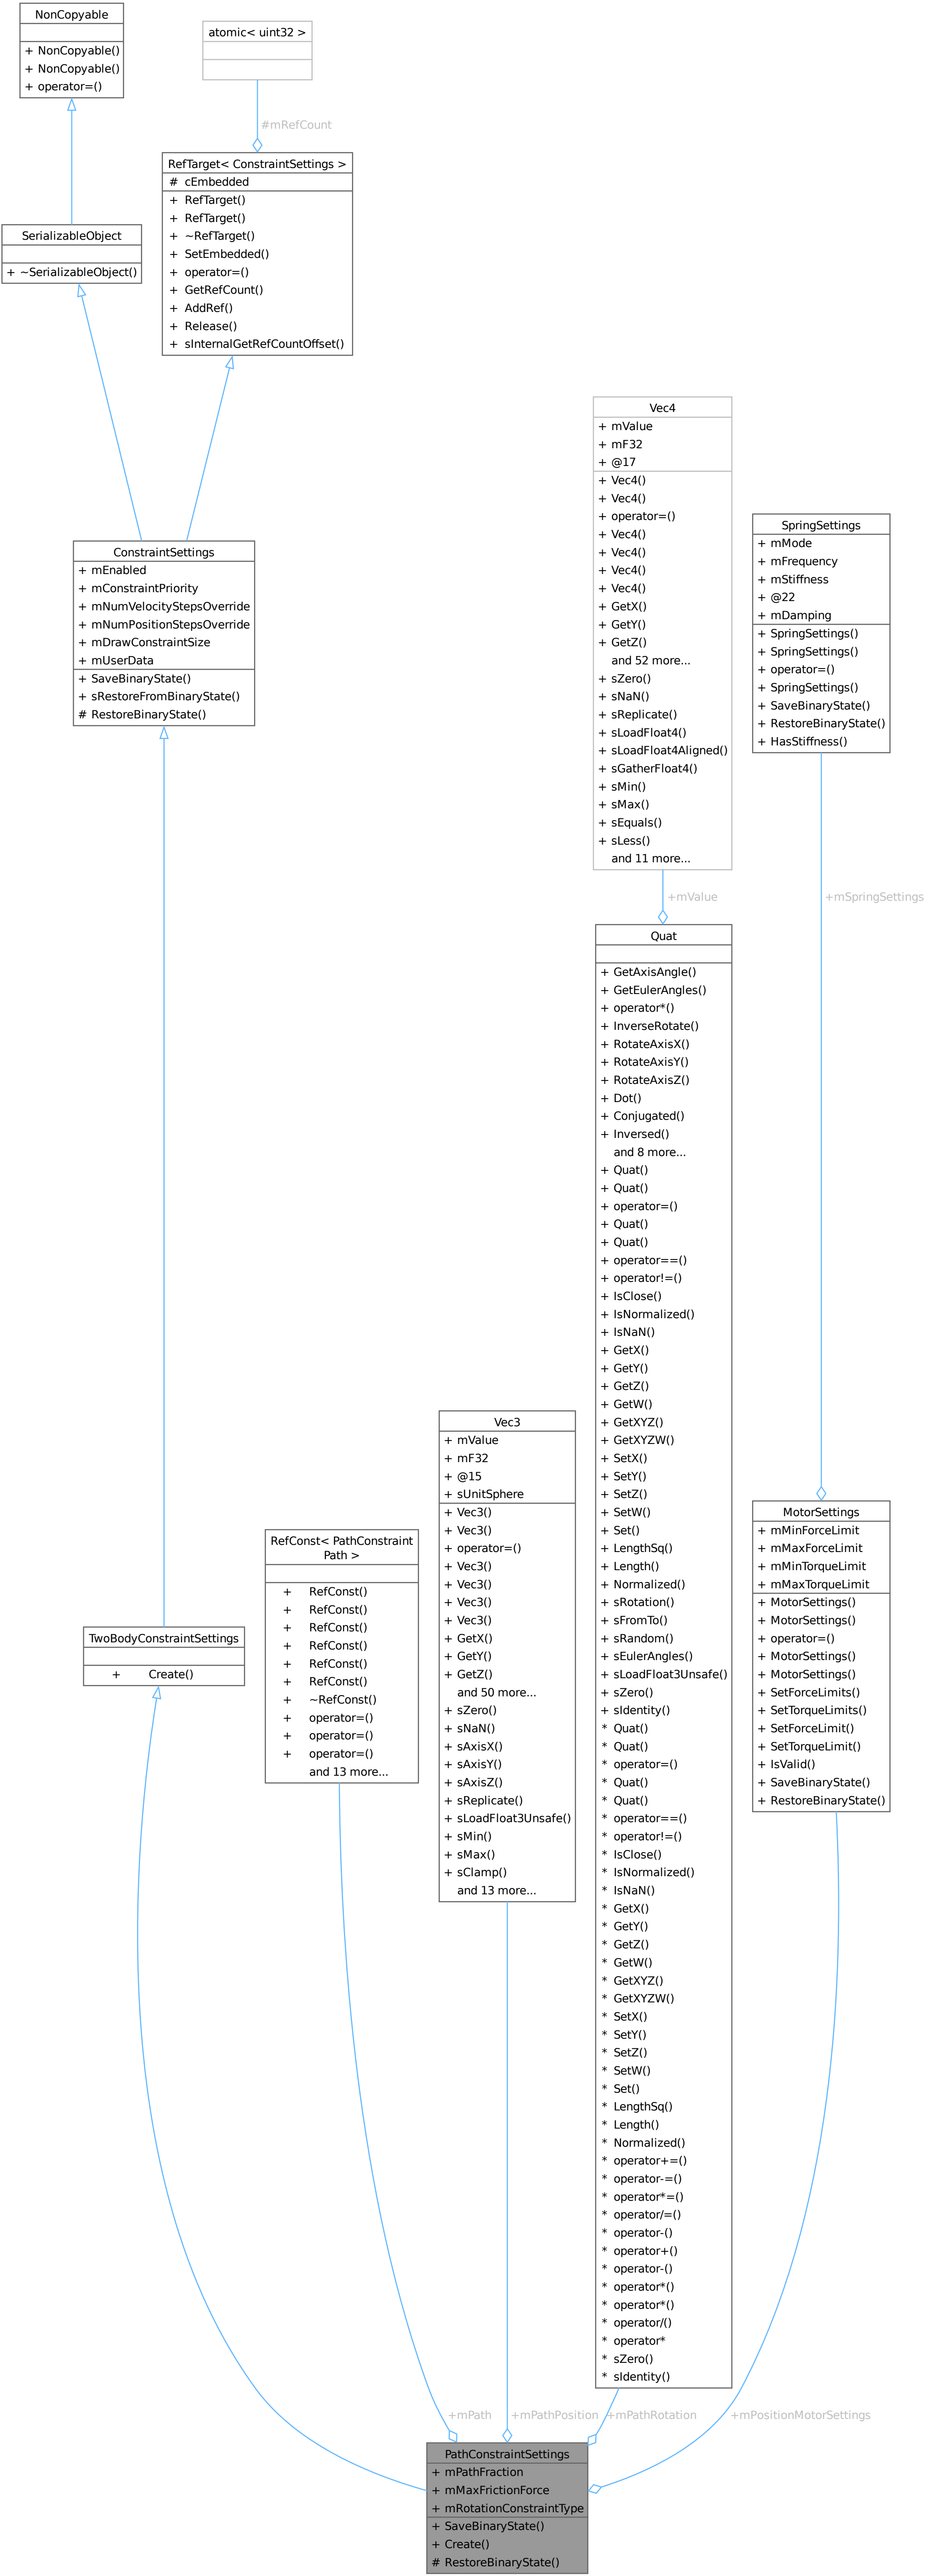 NonCopyable
+ NonCopyable()
+ NonCopyable()
+ operator=()
atomic< uint32 >
#mRefCount
RefTarget< ConstraintSettings >
# cEmbedded
+ RefTarget()
+ RefTarget()
+ ~RefTarget()
+ SetEmbedded()
+ operator=()
+ GetRefCount()
+ AddRef()
+ Release()
+ sInternalGetRefCountOffset()
SerializableObject
+ ~SerializableObject()
ConstraintSettings
+ mEnabled
+ mConstraintPriority
+ mNumVelocityStepsOverride
+ mNumPositionStepsOverride
+ mDrawConstraintSize
+ mUserData
+ SaveBinaryState()
+ sRestoreFromBinaryState()
# RestoreBinaryState()
Vec4
+ mValue
+ mF32
+ @17
+ Vec4()
+ Vec4()
+ operator=()
+ Vec4()
+ Vec4()
+ Vec4()
+ Vec4()
+ GetX()
+ GetY()
+ GetZ()
and 52 more...
+ sZero()
+ sNaN()
+ sReplicate()
+ sLoadFloat4()
+ sLoadFloat4Aligned()
+ sGatherFloat4()
+ sMin()
+ sMax()
+ sEquals()
+ sLess()
and 11 more...
SpringSettings
+ mMode
+ mFrequency
+ mStiffness
+ @22
+ mDamping
+ SpringSettings()
+ SpringSettings()
+ operator=()
+ SpringSettings()
+ SaveBinaryState()
+ RestoreBinaryState()
+ HasStiffness()
+mValue
+mSpringSettings
Quat
+ GetAxisAngle()
+ GetEulerAngles()
+ operator*()
+ InverseRotate()
+ RotateAxisX()
+ RotateAxisY()
+ RotateAxisZ()
+ Dot()
+ Conjugated()
+ Inversed()
and 8 more...
+ Quat()
+ Quat()
+ operator=()
+ Quat()
+ Quat()
+ operator==()
+ operator!=()
+ IsClose()
+ IsNormalized()
+ IsNaN()
+ GetX()
+ GetY()
+ GetZ()
+ GetW()
+ GetXYZ()
+ GetXYZW()
+ SetX()
+ SetY()
+ SetZ()
+ SetW()
+ Set()
+ LengthSq()
+ Length()
+ Normalized()
+ sRotation()
+ sFromTo()
+ sRandom()
+ sEulerAngles()
+ sLoadFloat3Unsafe()
+ sZero()
+ sIdentity()
* Quat()
* Quat()
* operator=()
* Quat()
* Quat()
* operator==()
* operator!=()
* IsClose()
* IsNormalized()
* IsNaN()
* GetX()
* GetY()
* GetZ()
* GetW()
* GetXYZ()
* GetXYZW()
* SetX()
* SetY()
* SetZ()
* SetW()
* Set()
* LengthSq()
* Length()
* Normalized()
* operator+=()
* operator-=()
* operator*=()
* operator/=()
* operator-()
* operator+()
* operator-()
* operator*()
* operator*()
* operator/()
* operator*
* sZero()
* sIdentity()
Vec3
+ mValue
+ mF32
+ @15
+ sUnitSphere
+ Vec3()
+ Vec3()
+ operator=()
+ Vec3()
+ Vec3()
+ Vec3()
+ Vec3()
+ GetX()
+ GetY()
+ GetZ()
and 50 more...
+ sZero()
+ sNaN()
+ sAxisX()
+ sAxisY()
+ sAxisZ()
+ sReplicate()
+ sLoadFloat3Unsafe()
+ sMin()
+ sMax()
+ sClamp()
and 13 more...
MotorSettings
+ mMinForceLimit
+ mMaxForceLimit
+ mMinTorqueLimit
+ mMaxTorqueLimit
+ MotorSettings()
+ MotorSettings()
+ operator=()
+ MotorSettings()
+ MotorSettings()
+ SetForceLimits()
+ SetTorqueLimits()
+ SetForceLimit()
+ SetTorqueLimit()
+ IsValid()
+ SaveBinaryState()
+ RestoreBinaryState()
RefConst< PathConstraint
Path >
+ RefConst()
+ RefConst()
+ RefConst()
+ RefConst()
+ RefConst()
+ RefConst()
+ ~RefConst()
+ operator=()
+ operator=()
+ operator=()
and 13 more...
TwoBodyConstraintSettings
+ Create()
+mPath
+mPathPosition
+mPathRotation
+mPositionMotorSettings
PathConstraintSettings
+ mPathFraction
+ mMaxFrictionForce
+ mRotationConstraintType
+ SaveBinaryState()
+ Create()
# RestoreBinaryState()